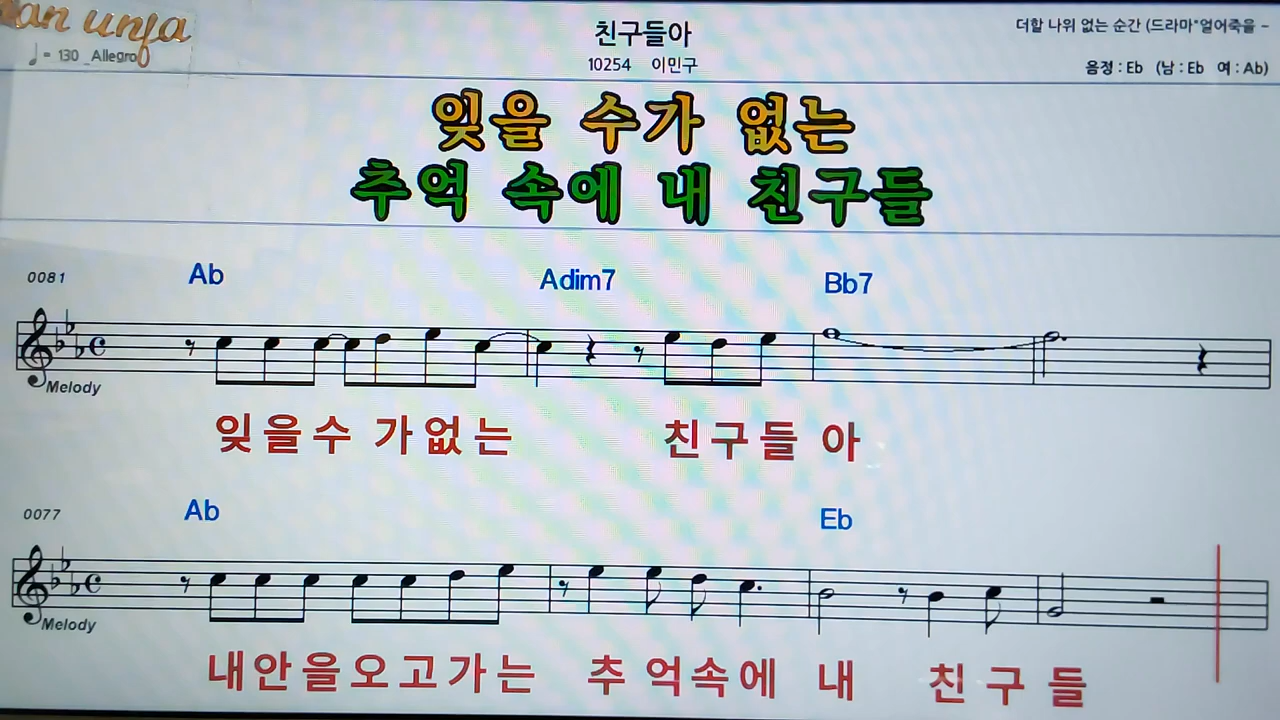 an unja
♩= 130 _Allegro
친구들아
10254 이민구
더할 나위 없는 순간 (드라마"얼어죽을 -
음정 : Eb (남 : Eb 여 : Ab)
잊을 수가 없는
추억 속에 내 친구들
0081 Ab Adim7 Bb7
Melody
잊을수 가없는 친구들 아
0077 Ab Eb
Melody
내안을오고가는 추 억속에 내 친 구 들